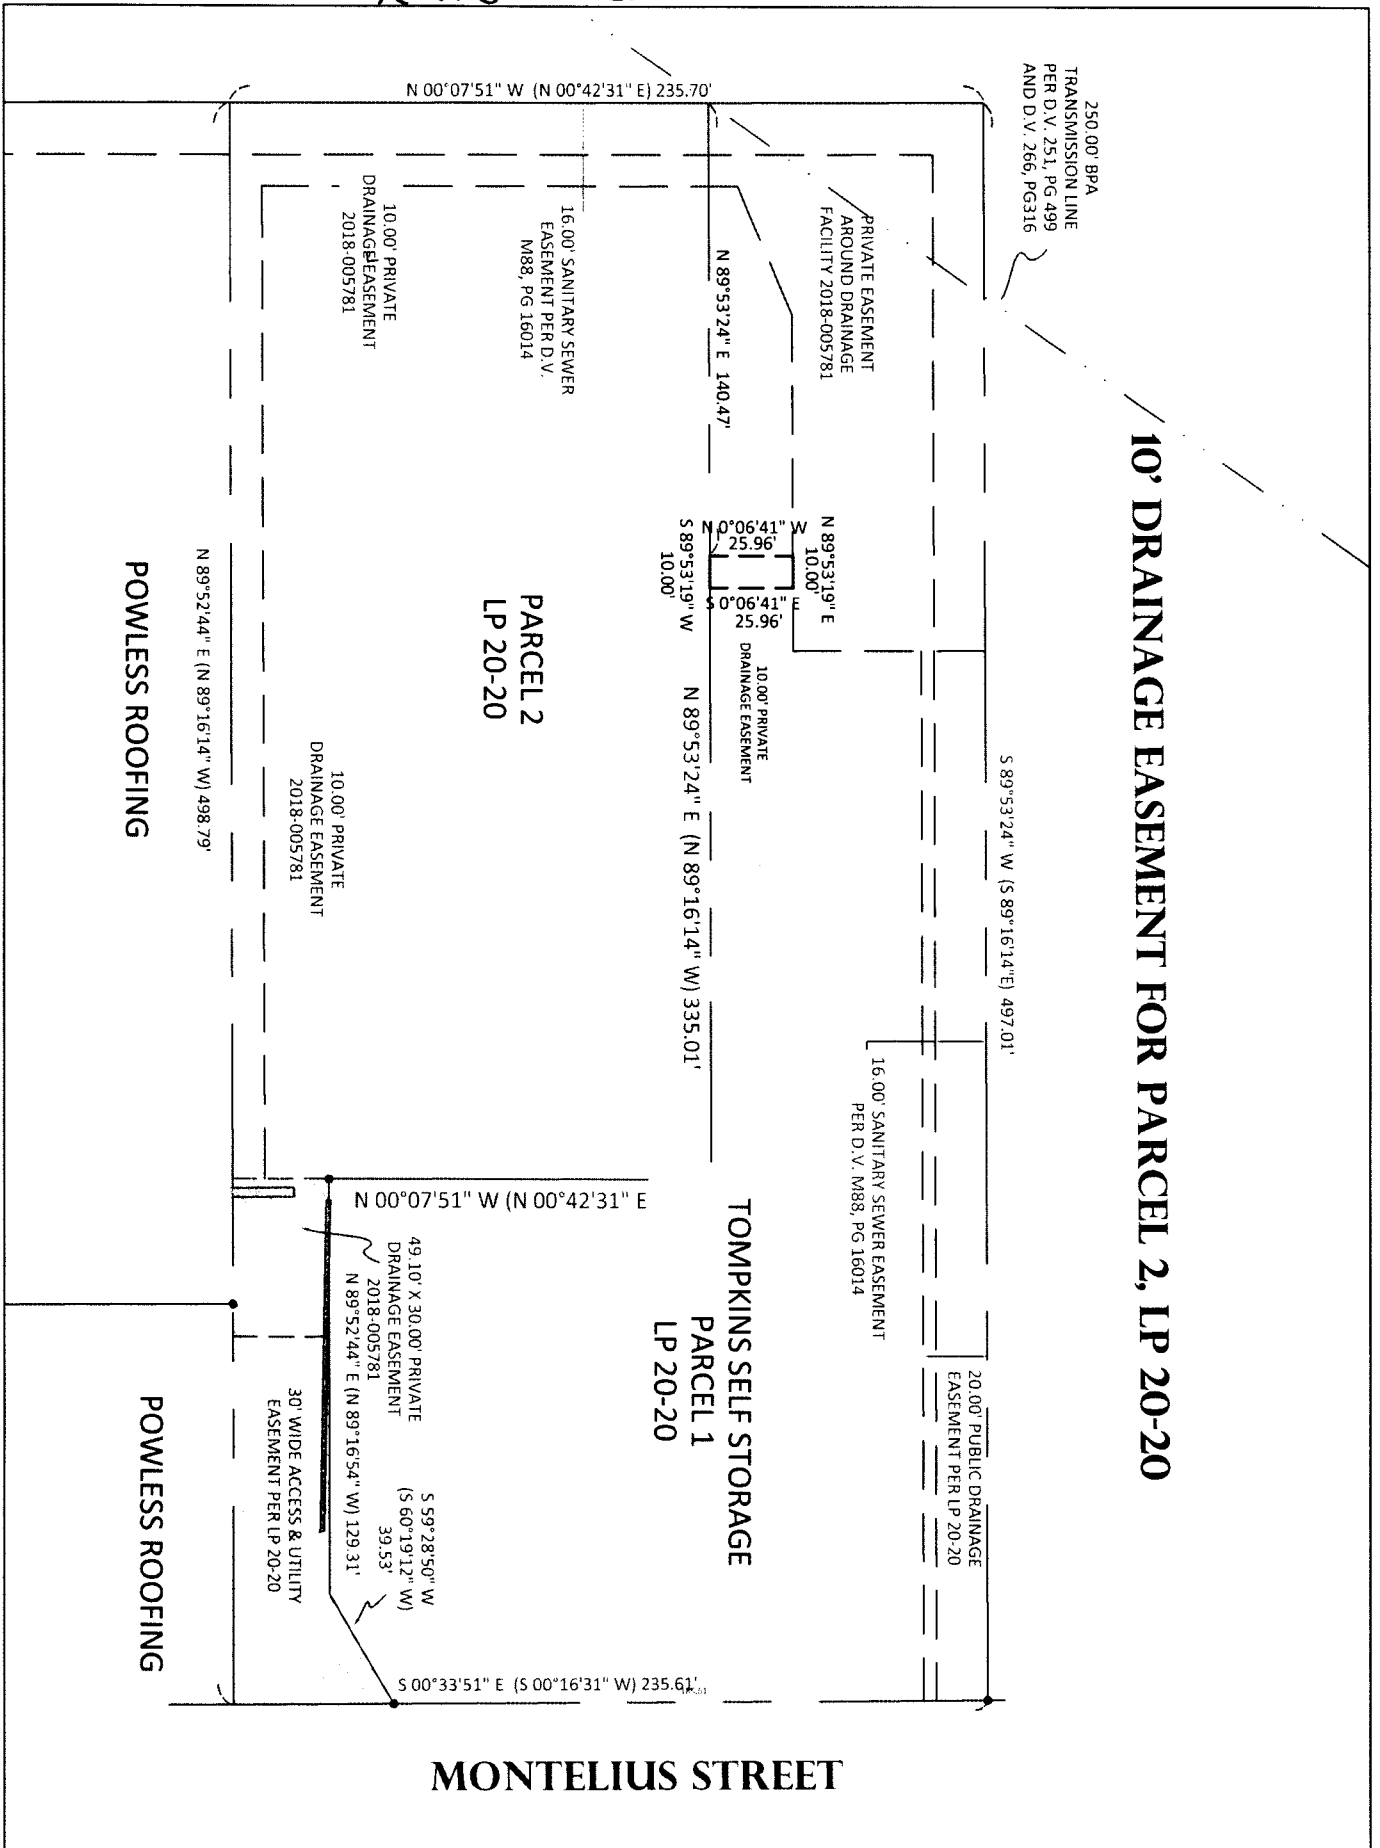 10' DRAINAGE EASEMENT FOR PARCEL 2, LP 20-20
250.00' BPA
TRANSMISSION LINE
PER D.V. 251, PG 499
AND D.V. 266, PG316
S 89°53'24" W (S 89°16'14"E) 497.01'
20.00' PUBLIC DRAINAGE
EASEMENT PER LP 20-20
16.00' SANITARY SEWER EASEMENT
PER D.V. M88, PG 16014
PRIVATE EASEMENT
AROUND DRAINAGE
FACILITY 2018-005781
N 89°53'19" E
10.00'
N 0°06'41" W
25.96'
S 0°06'41" E
25.96'
S 89°53'19" W
10.00'
10.00' PRIVATE
DRAINAGE EASEMENT
N 89°53'24" E 140.47'
N 89°53'24" E (N 89°16'14" W) 335.01'
TOMPKINS SELF STORAGE
PARCEL 1
LP 20-20
N 00°07'51" W (N 00°42'31" E) 235.70'
16.00' SANITARY SEWER
EASEMENT PER D.V.
M88, PG 16014
PARCEL 2
LP 20-20
N 00°07'51" W (N 00°42'31" E
10.00' PRIVATE
DRAINAGE EASEMENT
2018-005781
10.00' PRIVATE
DRAINAGE EASEMENT
2018-005781
49.10' X 30.00' PRIVATE
DRAINAGE EASEMENT
2018-005781
N 89°52'44" E (N 89°16'54" W) 129.31'
S 59°28'50" W
(S 60°19'12" W)
39.53'
30' WIDE ACCESS & UTILITY
EASEMENT PER LP 20-20
N 89°52'44" E (N 89°16'14" W) 498.79'
POWLESS ROOFING
POWLESS ROOFING
S 00°33'51" E (S 00°16'31" W) 235.61'
MONTELIUS STREET